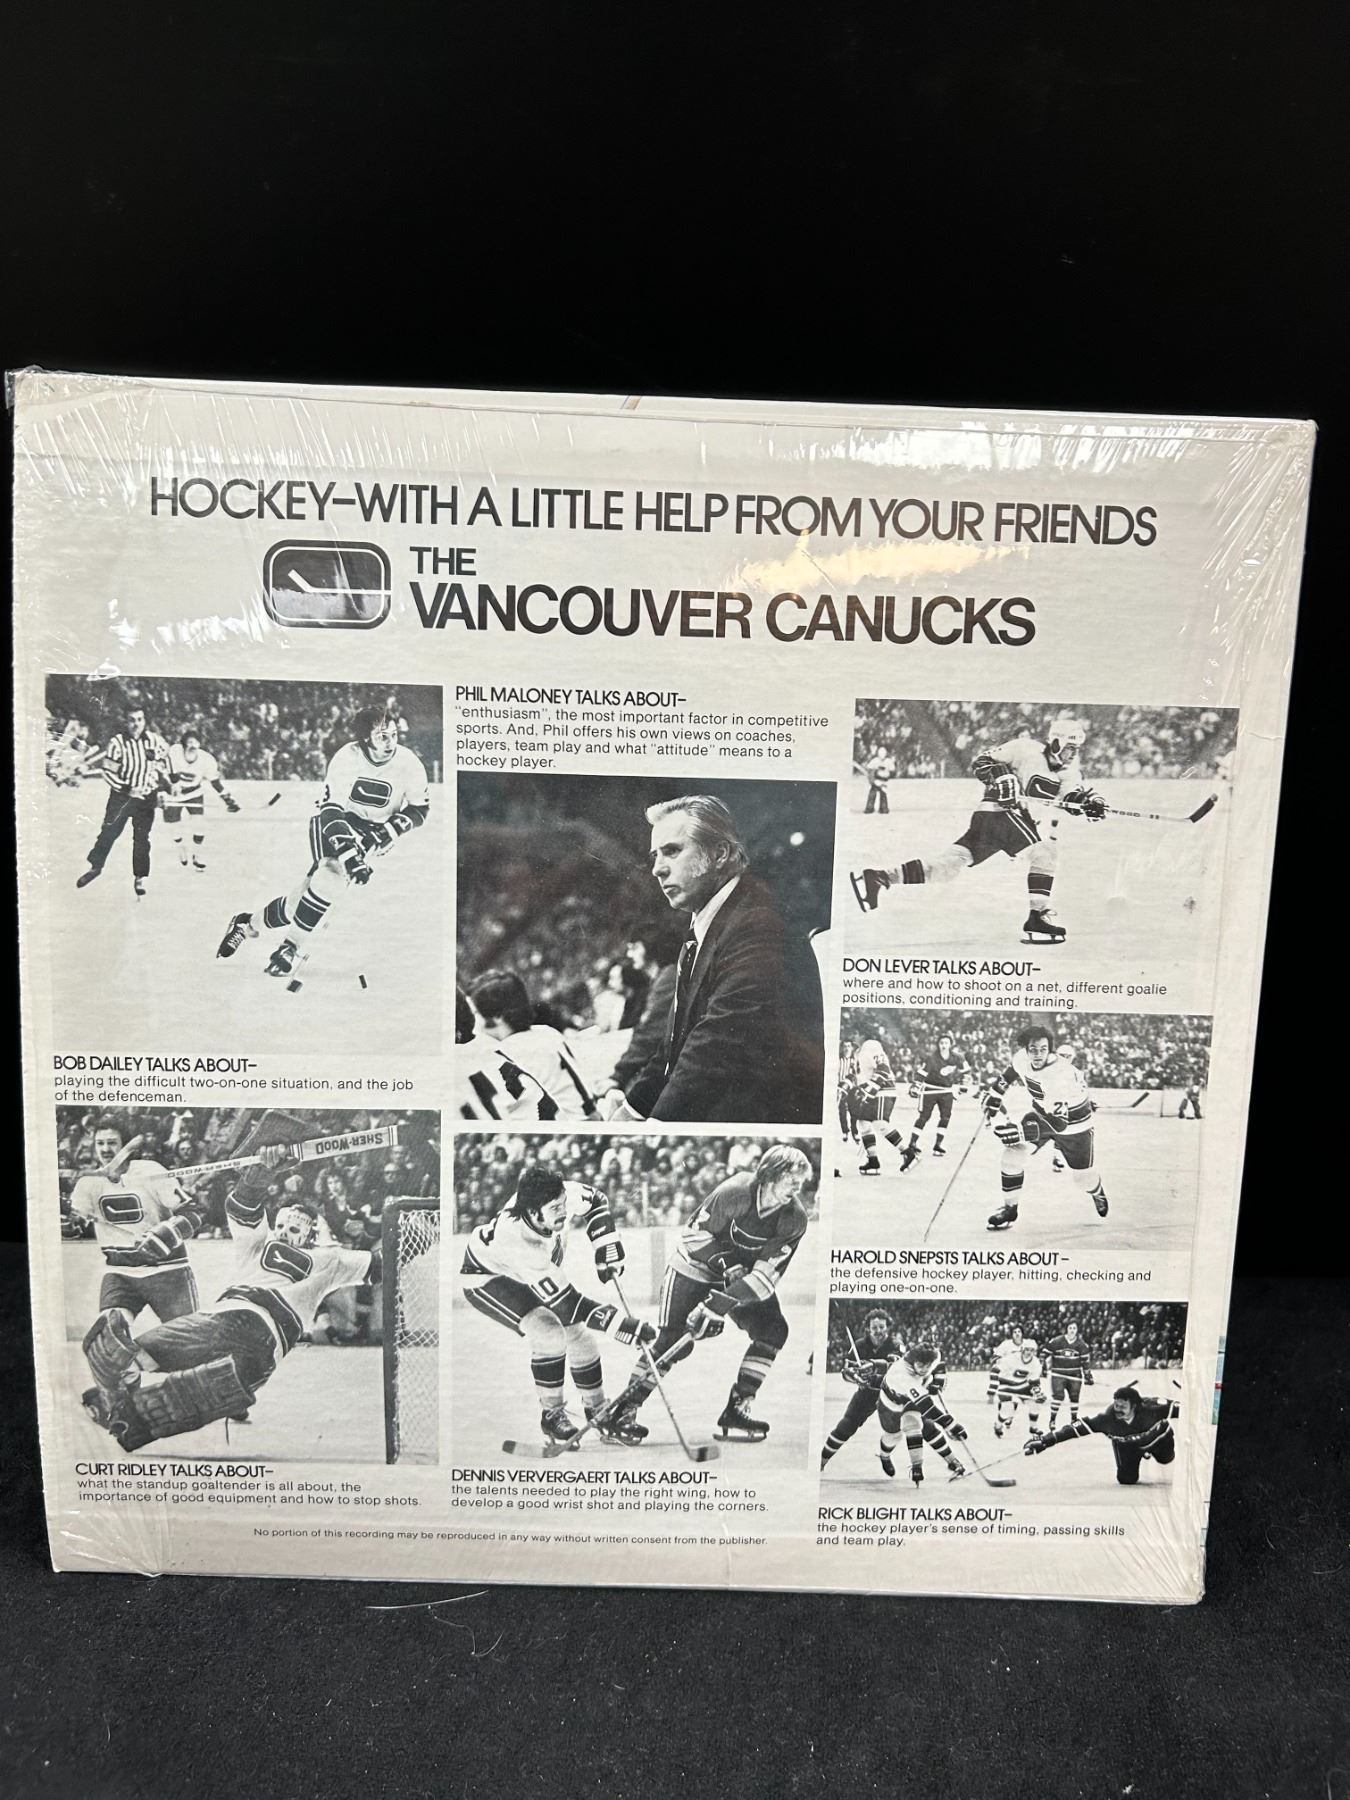 HOCKEY-WITH A LITTLE HELP FROM YOUR FRIENDS
THE
VANCOUVER CANUCKS
PHIL MALONEY TALKS ABOUT-
"enthusiasm", the most important factor in competitive
sports. And, Phil offers his own views on coaches,
players, team play and what "attitude" means to a
hockey player.
BOB DAILEY TALKS ABOUT-
playing the difficult two-on-one situation, and the job
of the defenceman.
DON LEVER TALKS ABOUT-
where and how to shoot on a net, different goalie
positions, conditioning and training.
SHER-WOOD
SHERWOOD
21
HAROLD SNEPSTS TALKS ABOUT-
the defensive hockey player, hitting, checking and
playing one-on-one.
10
7
8
CURT RIDLEY TALKS ABOUT-
what the standup goaltender is all about, the
importance of good equipment and how to stop shots.
DENNIS VERVERGAERT TALKS ABOUT-
the talents needed to play the right wing, how to
develop a good wrist shot and playing the corners.
RICK BLIGHT TALKS ABOUT-
the hockey player's sense of timing, passing skills
and team play.
No portion of this recording may be reproduced in any way without written consent from the publisher.